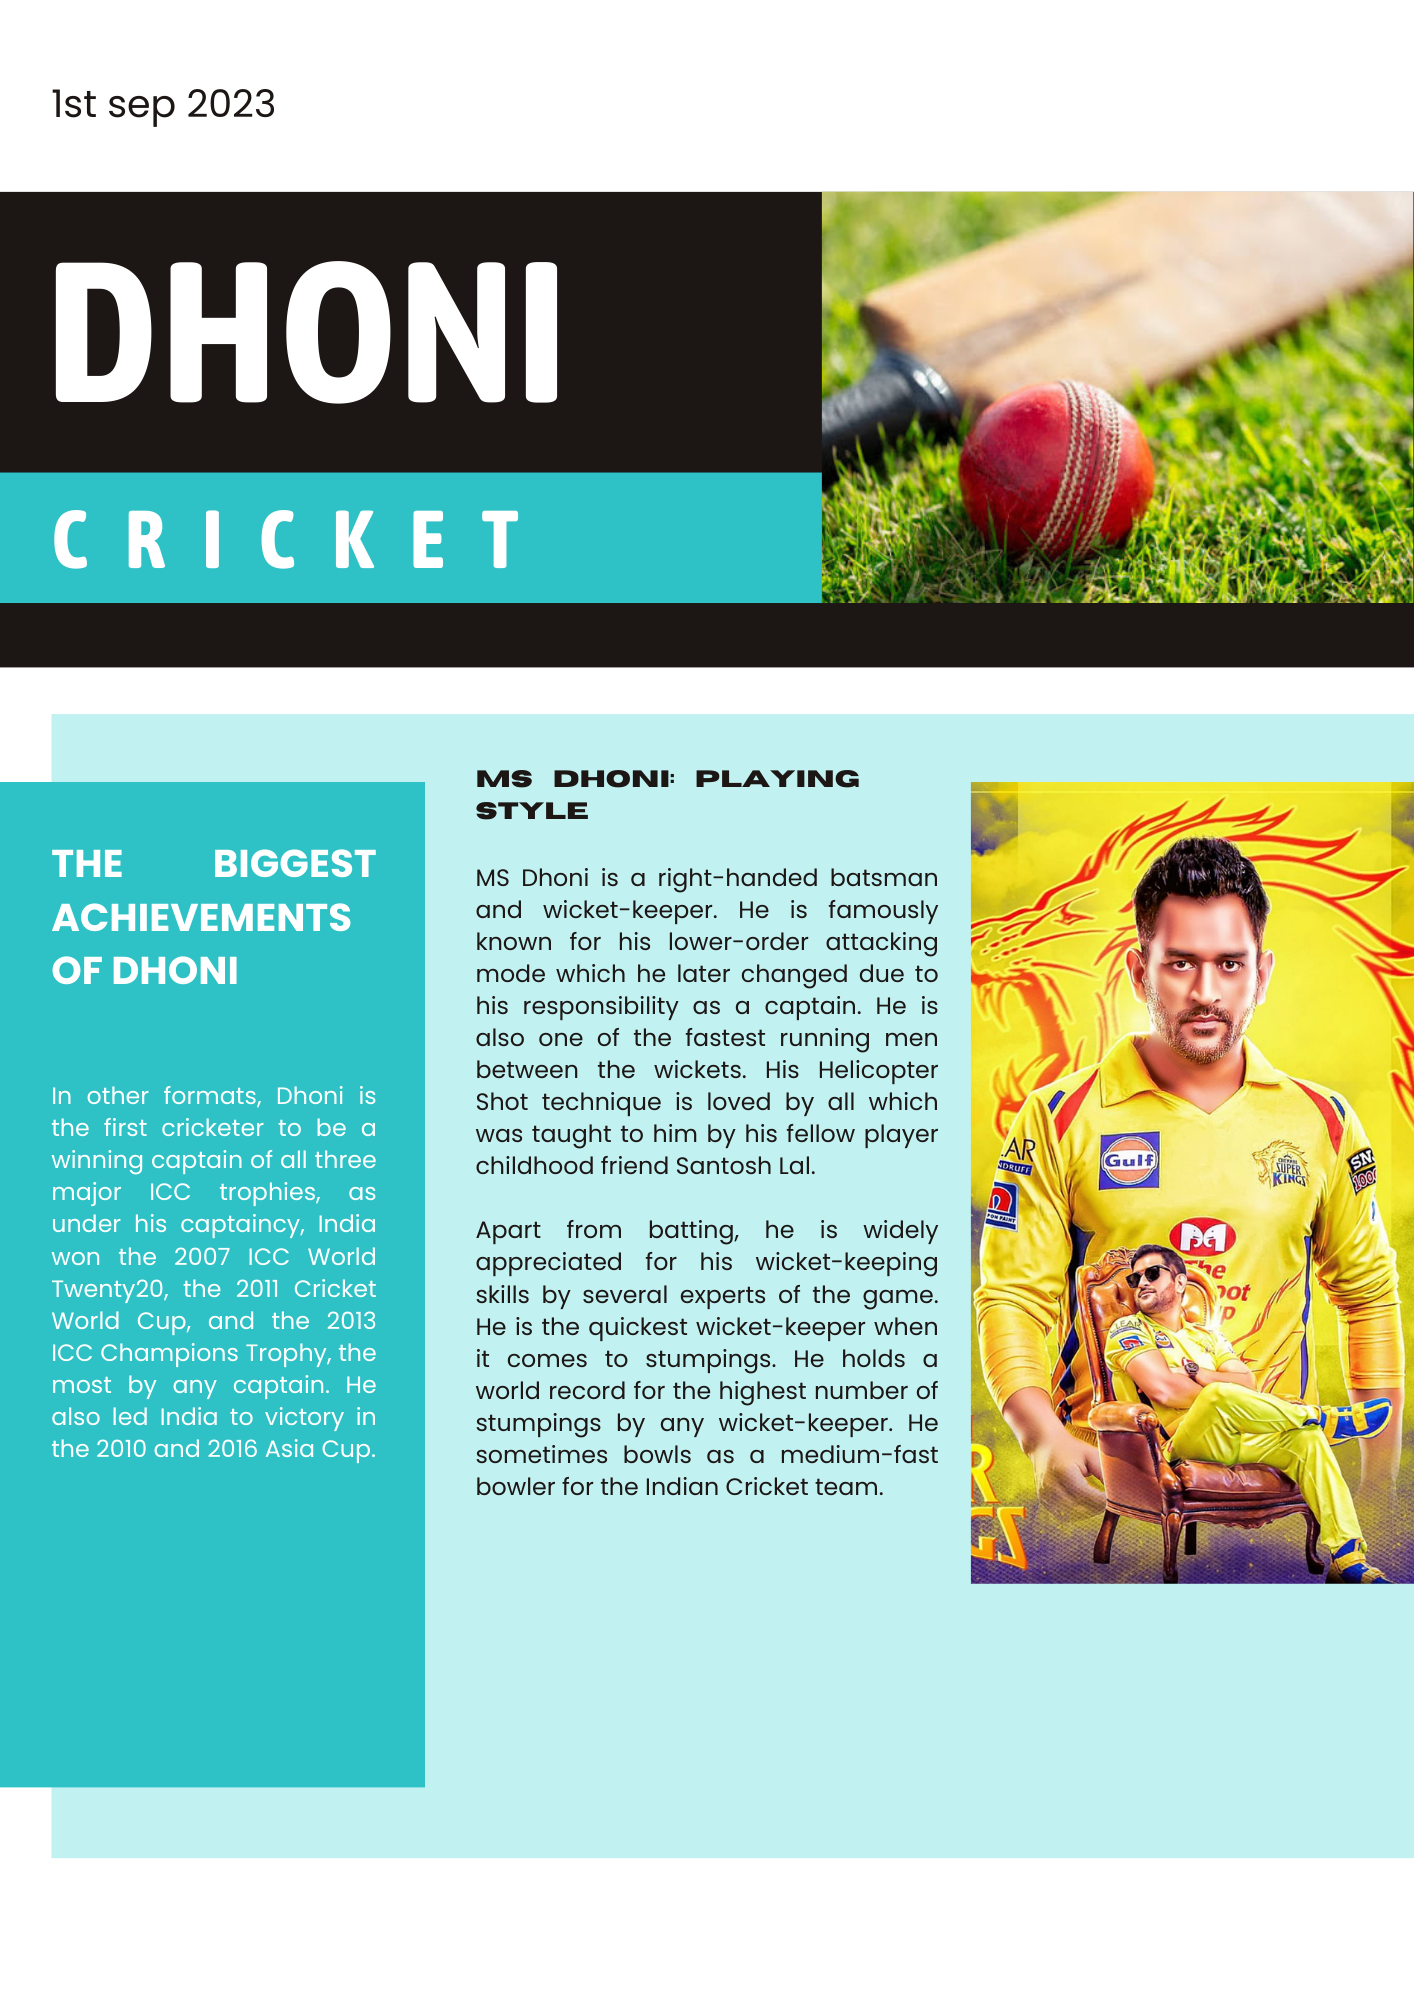 1st sep 2023
DHONI
CRICKET
THE BIGGEST
ACHIEVEMENTS
OF DHONI
In other formats, Dhoni is
the first cricketer to be a
winning captain of all three
major ICC trophies, as
under his captaincy, India
won the 2007 ICC World
Twenty20, the 2011 Cricket
World Cup, and the 2013
ICC Champions Trophy, the
most by any captain. He
also led India to victory in
the 2010 and 2016 Asia Cup.
MS DHONI: PLAYING
STYLE
MS Dhoni is a right-handed batsman
and wicket-keeper. He is famously
known for his lower-order attacking
mode which he later changed due to
his responsibility as a captain. He is
also one of the fastest running men
between the wickets. His Helicopter
Shot technique is loved by all which
was taught to him by his fellow player
childhood friend Santosh Lal.
Apart from batting, he is widely
appreciated for his wicket-keeping
skills by several experts of the game.
He is the quickest wicket-keeper when
it comes to stumpings. He holds a
world record for the highest number of
stumpings by any wicket-keeper. He
sometimes bowls as a medium-fast
bowler for the Indian Cricket team.
Gulf
CHENNAI
SUPER
KINGS
The